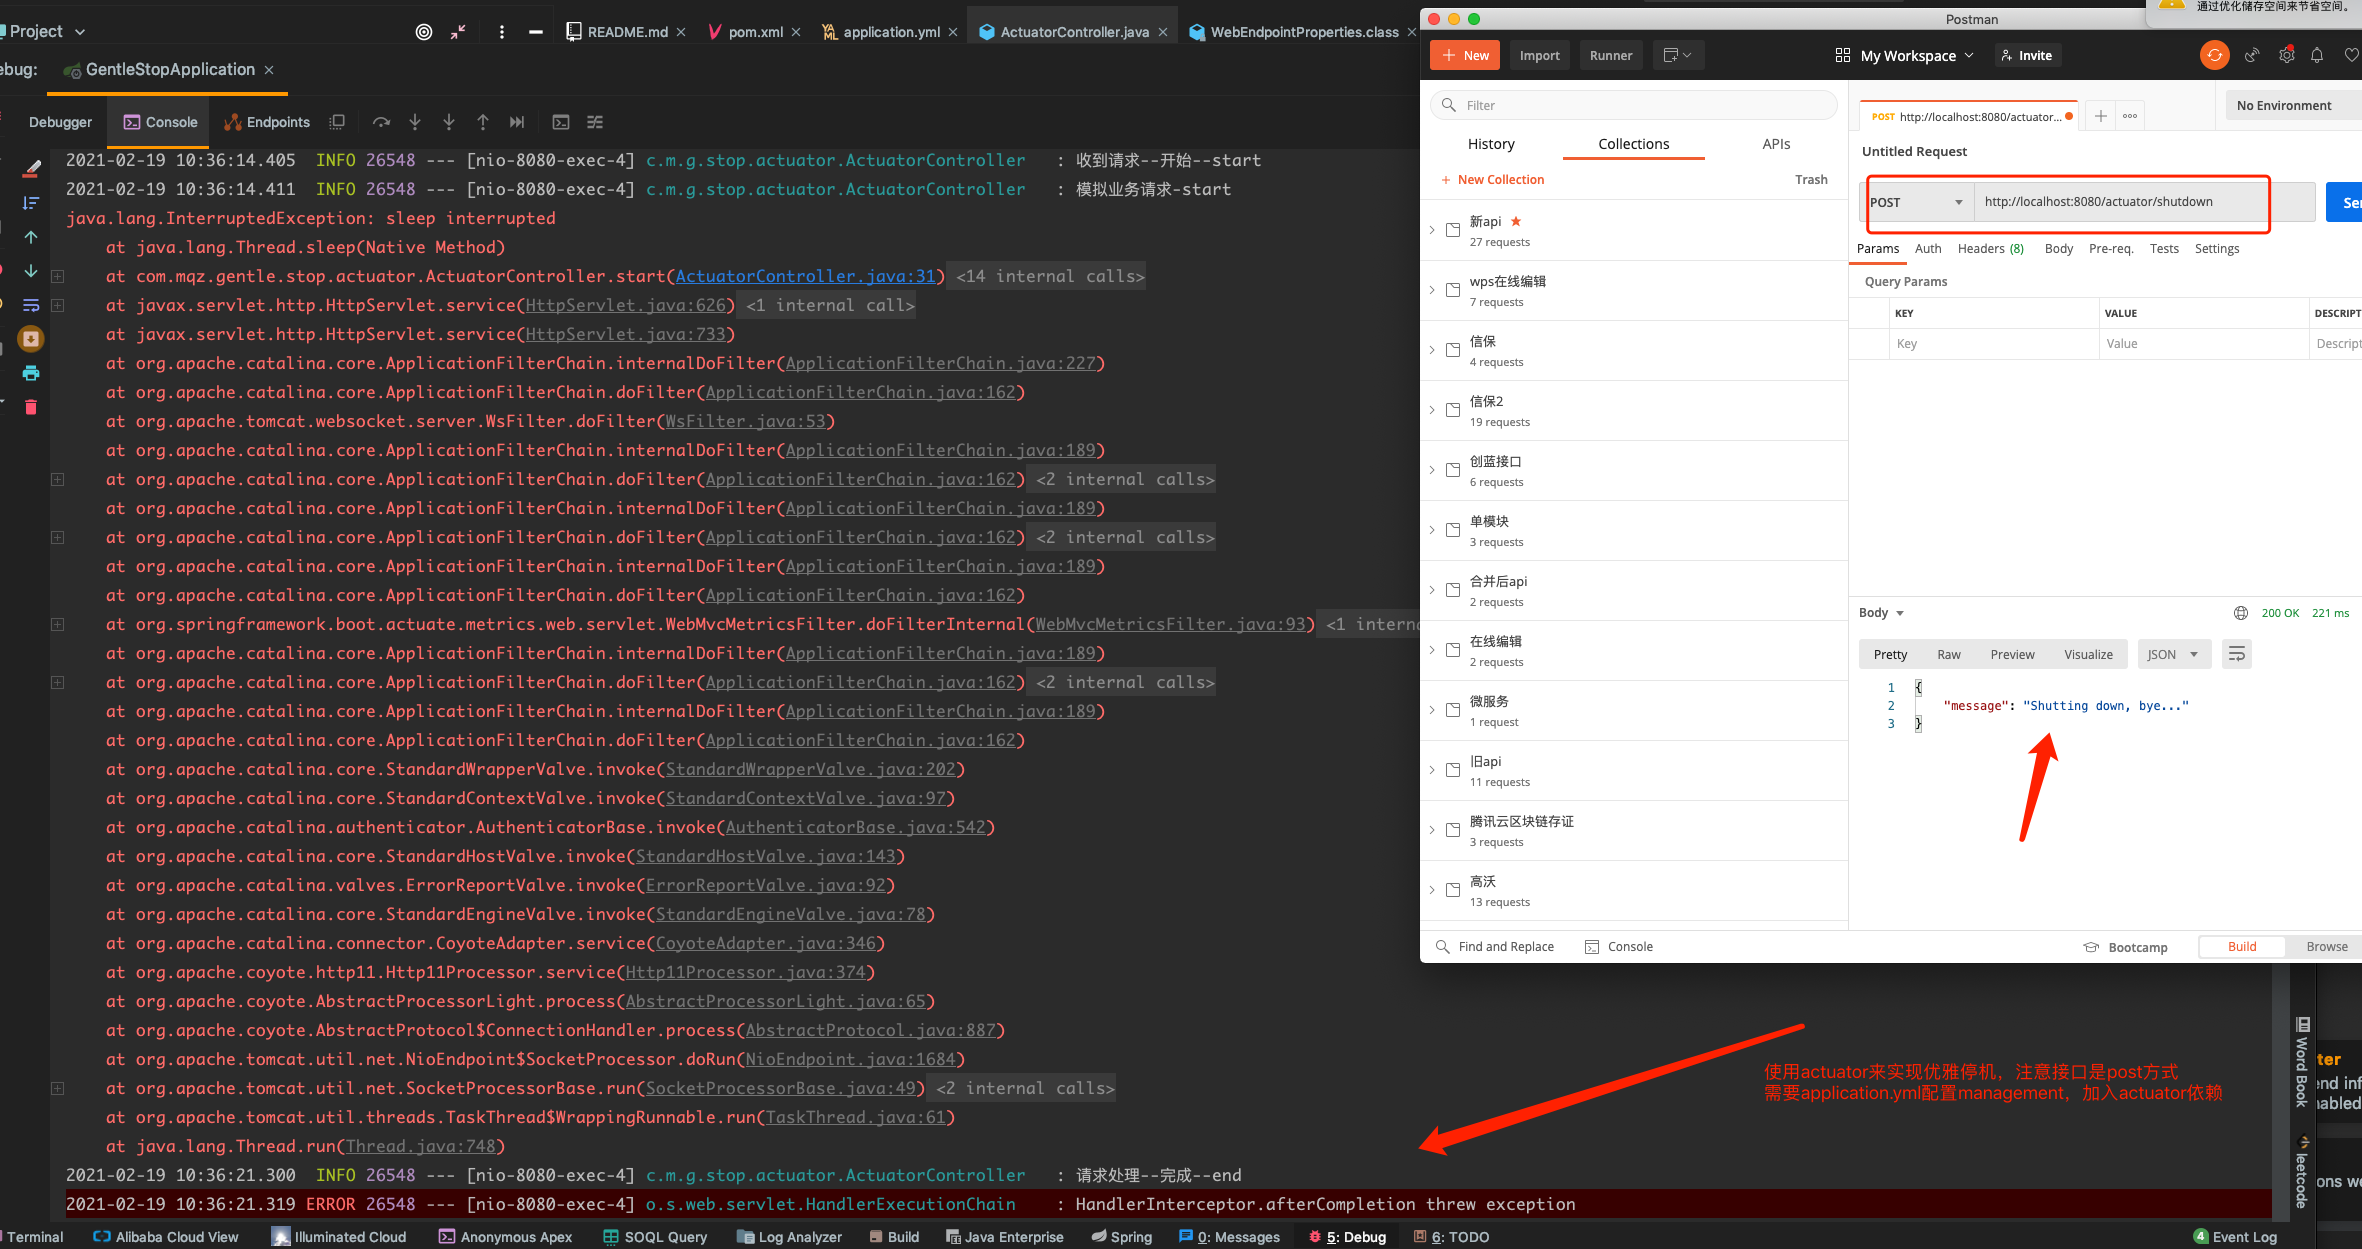 Project
README.md
pom.xml
application.yml
ActuatorController.java
WebEndpointProperties.class
ebug:
GentleStopApplication
Debugger
Console
Endpoints
2021-02-19 10:36:14.405  INFO 26548 --- [nio-8080-exec-4] c.m.g.stop.actuator.ActuatorController   : 收到请求--开始--start
2021-02-19 10:36:14.411  INFO 26548 --- [nio-8080-exec-4] c.m.g.stop.actuator.ActuatorController   : 模拟业务请求-start
java.lang.InterruptedException: sleep interrupted
at java.lang.Thread.sleep(Native Method)
at com.mqz.gentle.stop.actuator.ActuatorController.start(ActuatorController.java:31) <14 internal calls>
at javax.servlet.http.HttpServlet.service(HttpServlet.java:626) <1 internal call>
at javax.servlet.http.HttpServlet.service(HttpServlet.java:733)
at org.apache.catalina.core.ApplicationFilterChain.internalDoFilter(ApplicationFilterChain.java:227)
at org.apache.catalina.core.ApplicationFilterChain.doFilter(ApplicationFilterChain.java:162)
at org.apache.tomcat.websocket.server.WsFilter.doFilter(WsFilter.java:53)
at org.apache.catalina.core.ApplicationFilterChain.internalDoFilter(ApplicationFilterChain.java:189)
at org.apache.catalina.core.ApplicationFilterChain.doFilter(ApplicationFilterChain.java:162) <2 internal calls>
at org.apache.catalina.core.ApplicationFilterChain.internalDoFilter(ApplicationFilterChain.java:189)
at org.apache.catalina.core.ApplicationFilterChain.doFilter(ApplicationFilterChain.java:162) <2 internal calls>
at org.apache.catalina.core.ApplicationFilterChain.internalDoFilter(ApplicationFilterChain.java:189)
at org.apache.catalina.core.ApplicationFilterChain.doFilter(ApplicationFilterChain.java:162)
at org.springframework.boot.actuate.metrics.web.servlet.WebMvcMetricsFilter.doFilterInternal(WebMvcMetricsFilter.java:93) <1 intern
at org.apache.catalina.core.ApplicationFilterChain.internalDoFilter(ApplicationFilterChain.java:189)
at org.apache.catalina.core.ApplicationFilterChain.doFilter(ApplicationFilterChain.java:162) <2 internal calls>
at org.apache.catalina.core.ApplicationFilterChain.internalDoFilter(ApplicationFilterChain.java:189)
at org.apache.catalina.core.ApplicationFilterChain.doFilter(ApplicationFilterChain.java:162)
at org.apache.catalina.core.StandardWrapperValve.invoke(StandardWrapperValve.java:202)
at org.apache.catalina.core.StandardContextValve.invoke(StandardContextValve.java:97)
at org.apache.catalina.authenticator.AuthenticatorBase.invoke(AuthenticatorBase.java:542)
at org.apache.catalina.core.StandardHostValve.invoke(StandardHostValve.java:143)
at org.apache.catalina.valves.ErrorReportValve.invoke(ErrorReportValve.java:92)
at org.apache.catalina.core.StandardEngineValve.invoke(StandardEngineValve.java:78)
at org.apache.catalina.connector.CoyoteAdapter.service(CoyoteAdapter.java:346)
at org.apache.coyote.http11.Http11Processor.service(Http11Processor.java:374)
at org.apache.coyote.AbstractProcessorLight.process(AbstractProcessorLight.java:65)
at org.apache.coyote.AbstractProtocol$ConnectionHandler.process(AbstractProtocol.java:887)
at org.apache.tomcat.util.net.NioEndpoint$SocketProcessor.doRun(NioEndpoint.java:1684)
at org.apache.tomcat.util.net.SocketProcessorBase.run(SocketProcessorBase.java:49) <2 internal calls>
at org.apache.tomcat.util.threads.TaskThread$WrappingRunnable.run(TaskThread.java:61)
at java.lang.Thread.run(Thread.java:748)
2021-02-19 10:36:21.300  INFO 26548 --- [nio-8080-exec-4] c.m.g.stop.actuator.ActuatorController   : 请求处理--完成--end
2021-02-19 10:36:21.319 ERROR 26548 --- [nio-8080-exec-4] o.s.web.servlet.HandlerExecutionChain    : HandlerInterceptor.afterCompletion threw exception
Postman
通过优化储存空间来节省空间。
New
Import
Runner
My Workspace
Invite
Filter
History
Collections
APIs
+ New Collection
Trash
新api ★
27 requests
wps在线编辑
7 requests
信保
4 requests
信保2
19 requests
创蓝接口
6 requests
单模块
3 requests
合并后api
2 requests
在线编辑
2 requests
微服务
1 request
旧api
11 requests
腾讯云区块链存证
3 requests
高沃
13 requests
POST http://localhost:8080/actuator...
No Environment
Untitled Request
POST
http://localhost:8080/actuator/shutdown
Ser
Params
Auth
Headers (8)
Body
Pre-req.
Tests
Settings
Query Params
KEY
VALUE
DESCRIPT
Key
Value
Descript
Body
200 OK
221 ms
Pretty
Raw
Preview
Visualize
JSON
1 {
2 "message": "Shutting down, bye..."
3 }
Find and Replace
Console
Bootcamp
Build
Browse
使用actuator来实现优雅停机，注意接口是post方式
需要application.yml配置management，加入actuator依赖
Word Book
leetcode
ter
nd inf
nabled
ons we
Terminal
Alibaba Cloud View
Illuminated Cloud
Anonymous Apex
SOQL Query
Log Analyzer
Build
Java Enterprise
Spring
0: Messages
5: Debug
6: TODO
4 Event Log